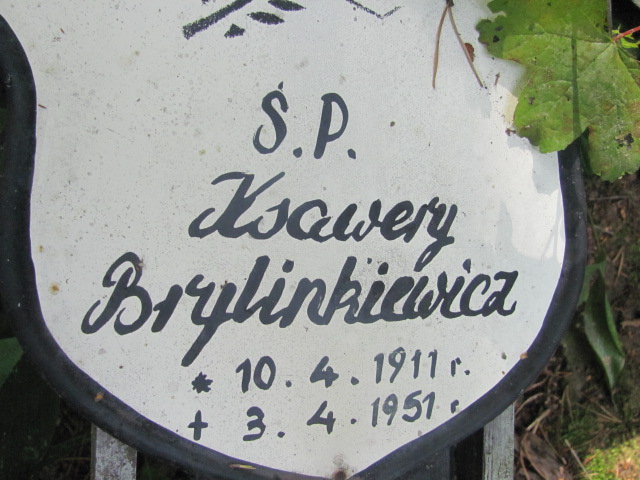 Ś.P.
Ksawery
Brylinkiewicz
* 10.4.1911 r.
+ 3.4.1951 r.